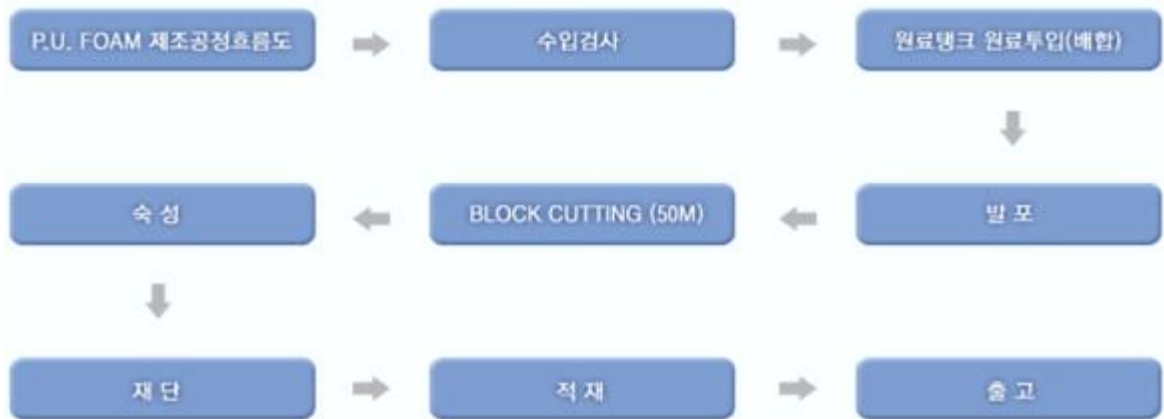 P.U. FOAM 제조공정흐름도
수입검사
원료탱크 원료투입(배합)
발 포
BLOCK CUTTING (50M)
숙 성
재 단
적 재
출 고